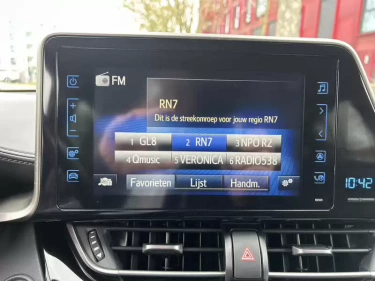 FM
RN7
Dit is de streekomroep voor jouw regio RN7
1 GL8 2 RN7 3 NPO R2
4 Qmusic 5 VERONICA 6 RADIO538
Favorieten Lijst Handm.
10:42